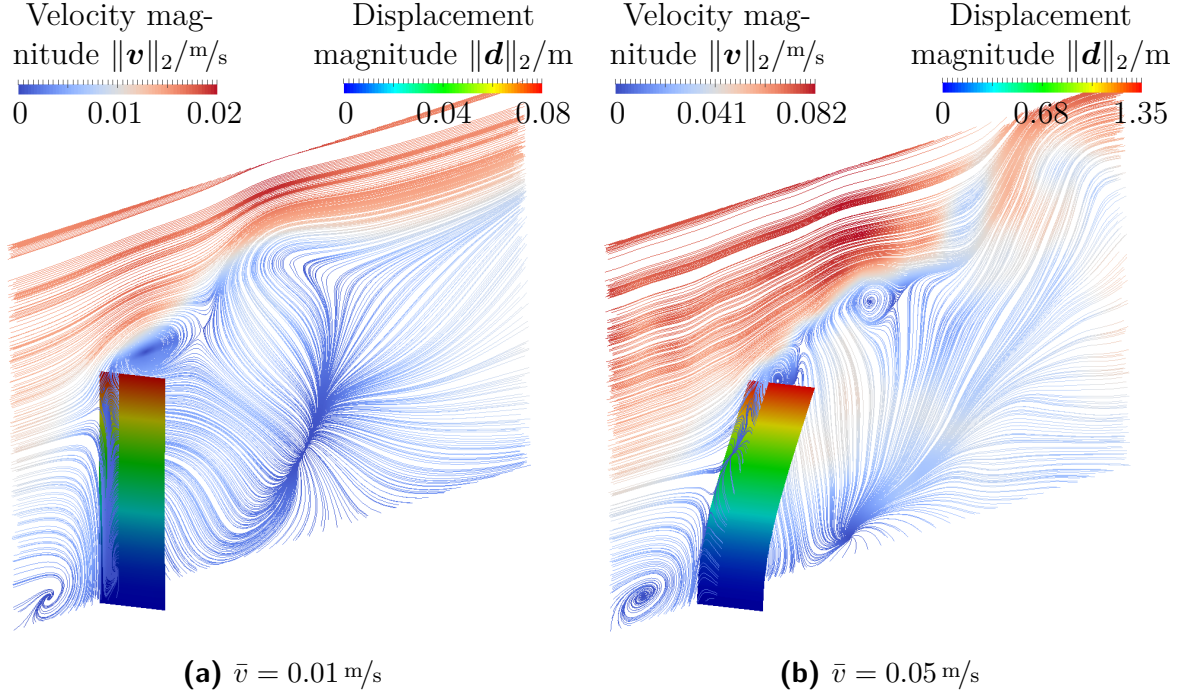 Velocity mag-
nitude ‖v‖₂/m/s
0 0.01 0.02
Displacement
magnitude ‖d‖₂/m
0 0.04 0.08
Velocity mag-
nitude ‖v‖₂/m/s
0 0.041 0.082
Displacement
magnitude ‖d‖₂/m
0 0.68 1.35
(a) v̄ = 0.01 m/s
(b) v̄ = 0.05 m/s